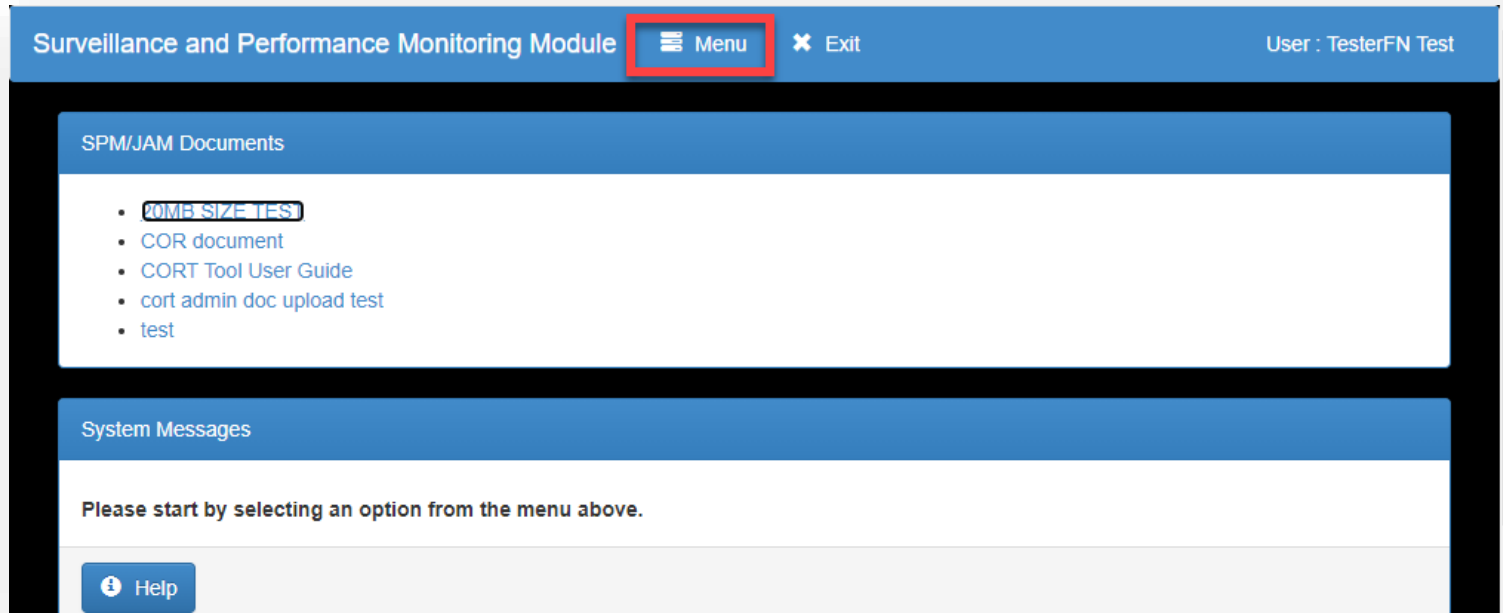 Surveillance and Performance Monitoring Module Menu Exit User : TesterFN Test
SPM/JAM Documents
20MB SIZE TEST
COR document
CORT Tool User Guide
cort admin doc upload test
test
System Messages
Please start by selecting an option from the menu above.
Help